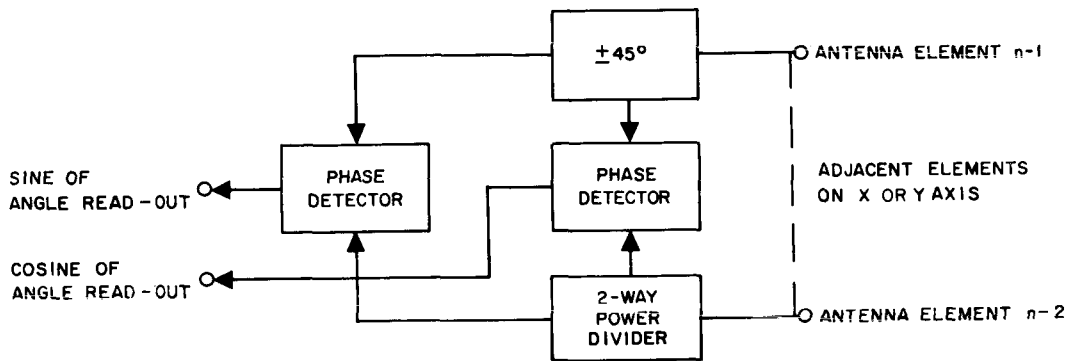 ±45°
ANTENNA ELEMENT n-1
PHASE
DETECTOR
PHASE
DETECTOR
ADJACENT ELEMENTS
ON X OR Y AXIS
SINE OF
ANGLE READ-OUT
COSINE OF
ANGLE READ-OUT
2-WAY
POWER
DIVIDER
ANTENNA ELEMENT n-2